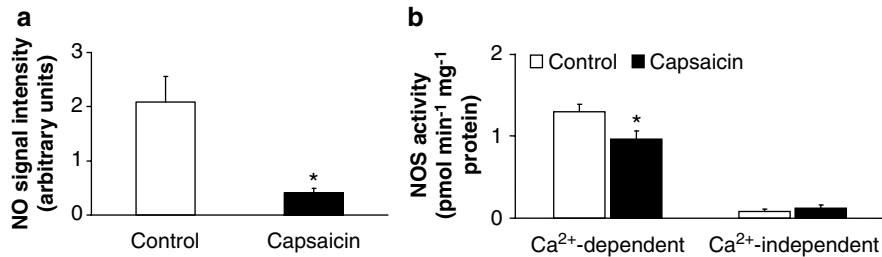 a
NO signal intensity
(arbitrary units)
3
2
1
0
*
Control
Capsaicin
b
NOS activity
(pmol min⁻¹ mg⁻¹
protein)
2
1
0
Control Capsaicin
*
Ca²⁺-dependent
Ca²⁺-independent